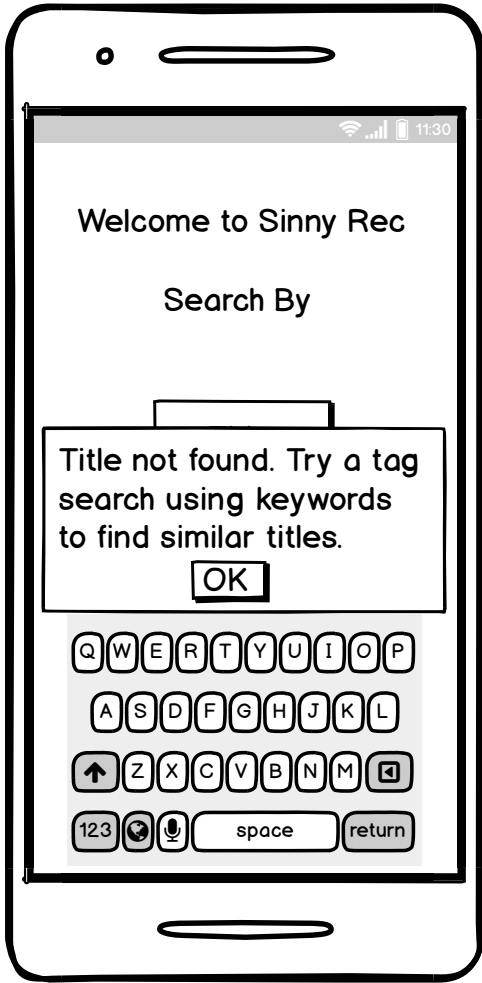 11:30
Welcome to Sinny Rec
Search By
Title not found. Try a tag
search using keywords
to find similar titles.
OK
Q W E R T Y U I O P
A S D F G H J K L
Z X C V B N M
123 space return